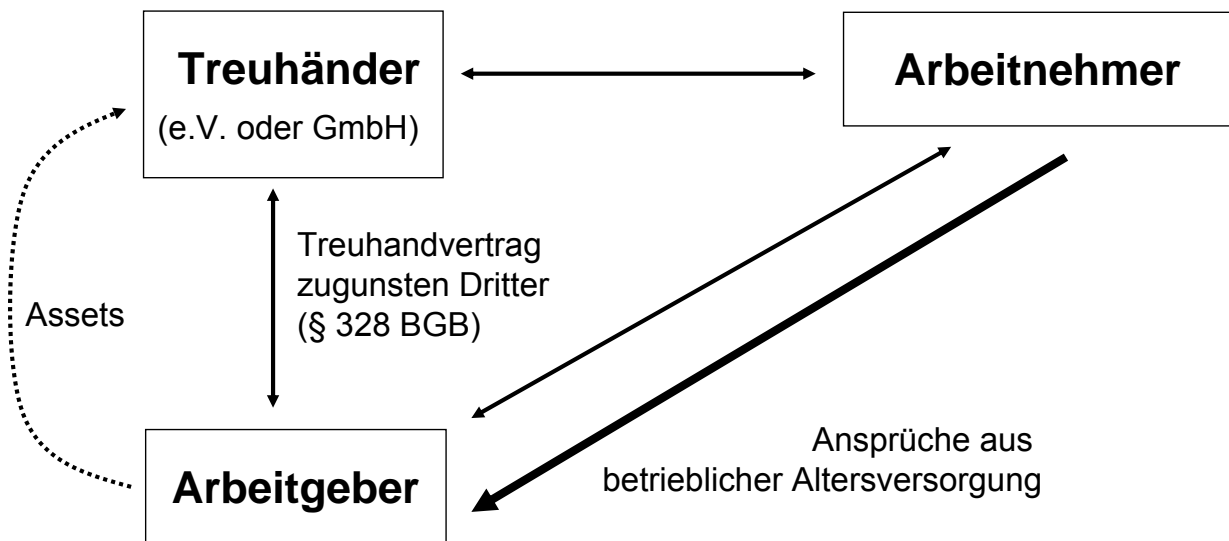 Treuhänder
(e.V. oder GmbH)
Arbeitnehmer
Treuhandvertrag
zugunsten Dritter
(§ 328 BGB)
Assets
Ansprüche aus
betrieblicher Altersversorgung
Arbeitgeber